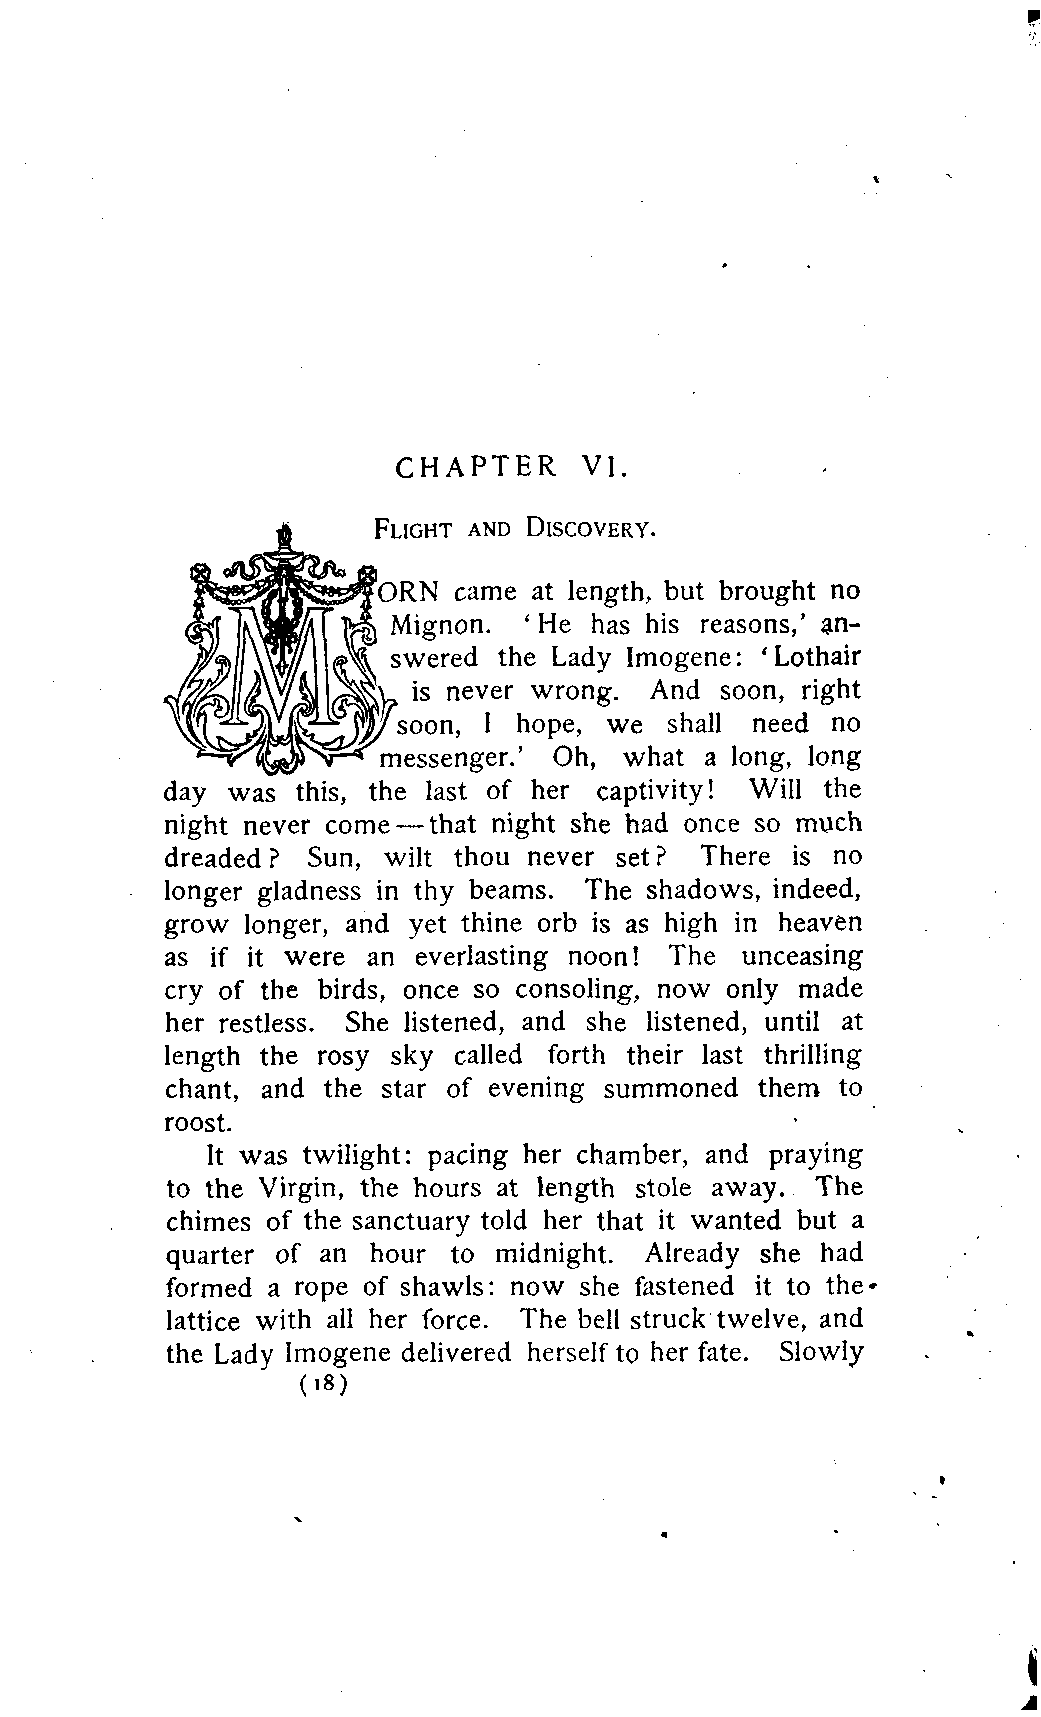 CHAPTER VI.
FLIGHT AND DISCOVERY.
MORN came at length, but brought no
Mignon. ‘He has his reasons,’ an-
swered the Lady Imogene: ‘Lothair
is never wrong. And soon, right
soon, I hope, we shall need no
messenger.’ Oh, what a long, long
day was this, the last of her captivity! Will the
night never come—that night she had once so much
dreaded? Sun, wilt thou never set? There is no
longer gladness in thy beams. The shadows, indeed,
grow longer, and yet thine orb is as high in heaven
as if it were an everlasting noon! The unceasing
cry of the birds, once so consoling, now only made
her restless. She listened, and she listened, until at
length the rosy sky called forth their last thrilling
chant, and the star of evening summoned them to
roost.
It was twilight: pacing her chamber, and praying
to the Virgin, the hours at length stole away. The
chimes of the sanctuary told her that it wanted but a
quarter of an hour to midnight. Already she had
formed a rope of shawls: now she fastened it to the
lattice with all her force. The bell struck twelve, and
the Lady Imogene delivered herself to her fate. Slowly
(18)